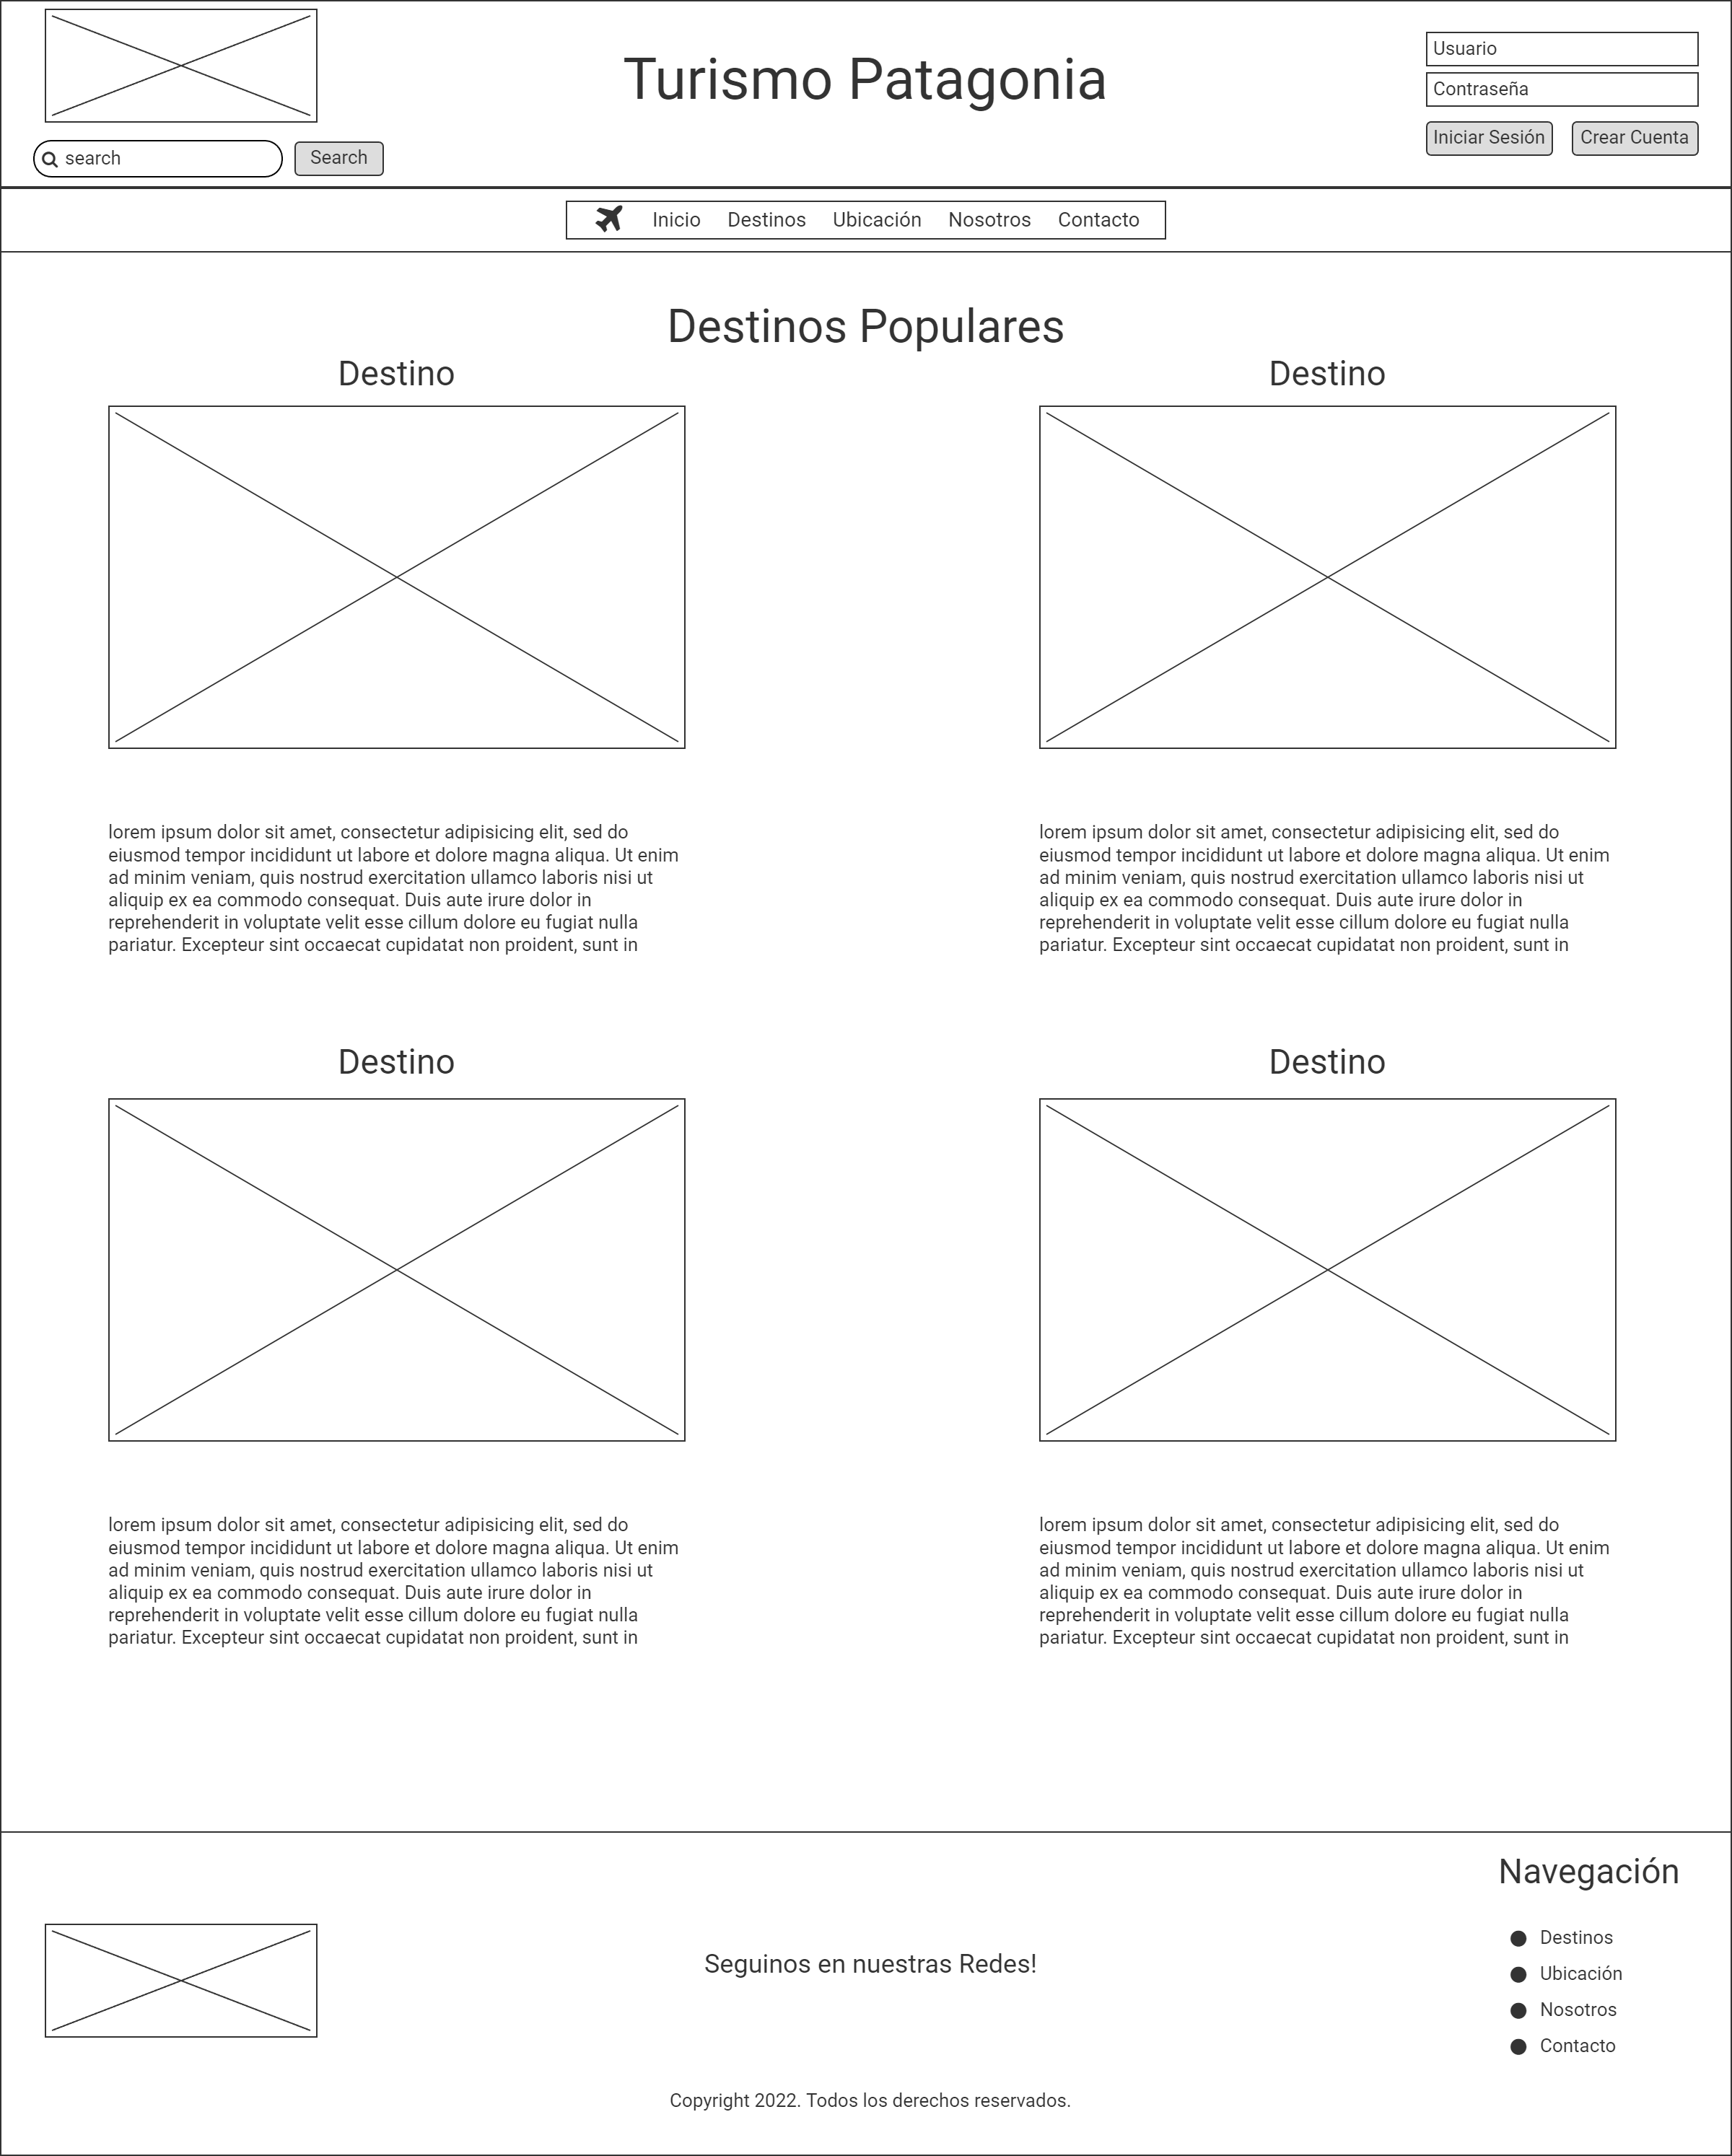 Turismo Patagonia
Usuario
Contraseña
Iniciar Sesión
Crear Cuenta
search
Search
Inicio Destinos Ubicación Nosotros Contacto
Destinos Populares
Destino
lorem ipsum dolor sit amet, consectetur adipisicing elit, sed do
eiusmod tempor incididunt ut labore et dolore magna aliqua. Ut enim
ad minim veniam, quis nostrud exercitation ullamco laboris nisi ut
aliquip ex ea commodo consequat. Duis aute irure dolor in
reprehenderit in voluptate velit esse cillum dolore eu fugiat nulla
pariatur. Excepteur sint occaecat cupidatat non proident, sunt in
Destino
lorem ipsum dolor sit amet, consectetur adipisicing elit, sed do
eiusmod tempor incididunt ut labore et dolore magna aliqua. Ut enim
ad minim veniam, quis nostrud exercitation ullamco laboris nisi ut
aliquip ex ea commodo consequat. Duis aute irure dolor in
reprehenderit in voluptate velit esse cillum dolore eu fugiat nulla
pariatur. Excepteur sint occaecat cupidatat non proident, sunt in
Destino
lorem ipsum dolor sit amet, consectetur adipisicing elit, sed do
eiusmod tempor incididunt ut labore et dolore magna aliqua. Ut enim
ad minim veniam, quis nostrud exercitation ullamco laboris nisi ut
aliquip ex ea commodo consequat. Duis aute irure dolor in
reprehenderit in voluptate velit esse cillum dolore eu fugiat nulla
pariatur. Excepteur sint occaecat cupidatat non proident, sunt in
Destino
lorem ipsum dolor sit amet, consectetur adipisicing elit, sed do
eiusmod tempor incididunt ut labore et dolore magna aliqua. Ut enim
ad minim veniam, quis nostrud exercitation ullamco laboris nisi ut
aliquip ex ea commodo consequat. Duis aute irure dolor in
reprehenderit in voluptate velit esse cillum dolore eu fugiat nulla
pariatur. Excepteur sint occaecat cupidatat non proident, sunt in
Seguinos en nuestras Redes!
Navegación
Destinos
Ubicación
Nosotros
Contacto
Copyright 2022. Todos los derechos reservados.